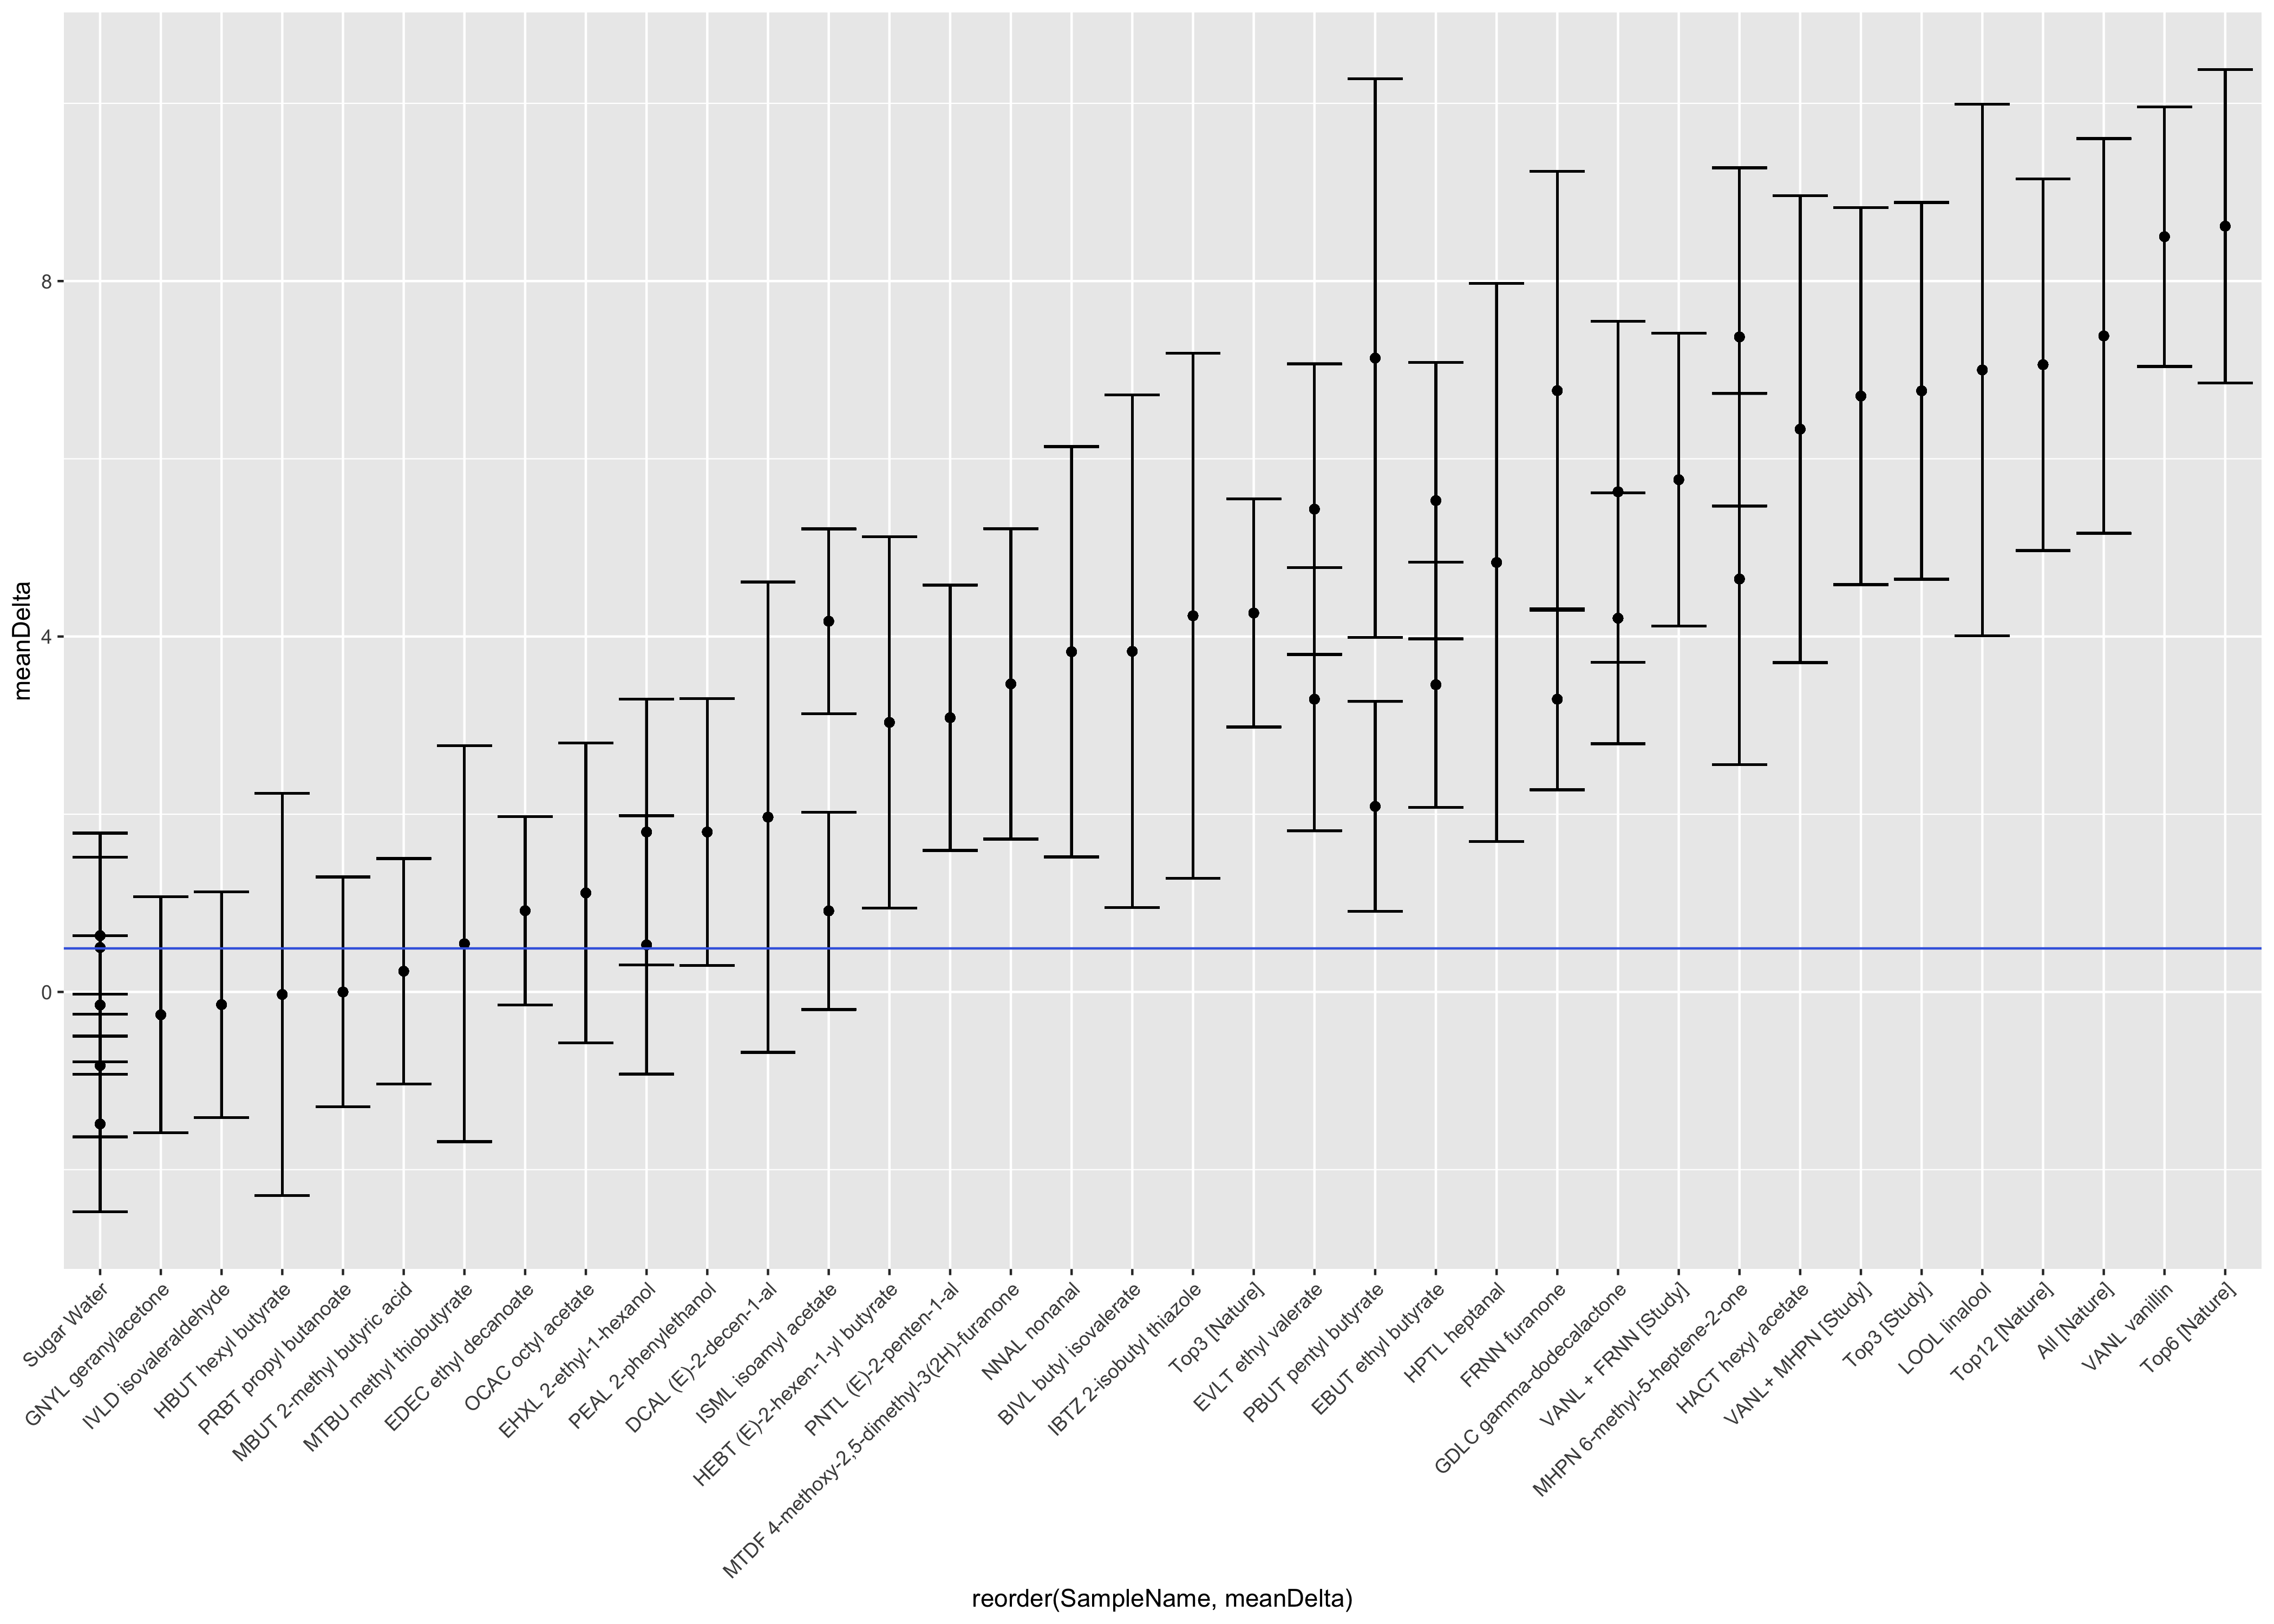 meanDelta
8
4
0
Sugar Water
GNYL geranylacetone
IVLD isovaleraldehyde
HBUT hexyl butyrate
PRBT propyl butanoate
MBUT 2-methyl butyric acid
MTBU methyl thiobutyrate
EDEC ethyl decanoate
OCAC octyl acetate
EHXL 2-ethyl-1-hexanol
PEAL 2-phenylethanol
DCAL (E)-2-decen-1-al
ISML isoamyl acetate
HEBT (E)-2-hexen-1-yl butyrate
PNTL (E)-2-penten-1-al
MTDF 4-methoxy-2,5-dimethyl-3(2H)-furanone
NNAL nonanal
BIVL butyl isovalerate
IBTZ 2-isobutyl thiazole
Top3 [Nature]
EVLT ethyl valerate
PBUT pentyl butyrate
EBUT ethyl butyrate
HPTL heptanal
FRNN furanone
GDLC gamma-dodecalactone
VANL + FRNN [Study]
MHPN 6-methyl-5-heptene-2-one
HACT hexyl acetate
VANL+ MHPN [Study]
Top3 [Study]
LOOL linalool
Top12 [Nature]
All [Nature]
VANL vanillin
Top6 [Nature]
reorder(SampleName, meanDelta)